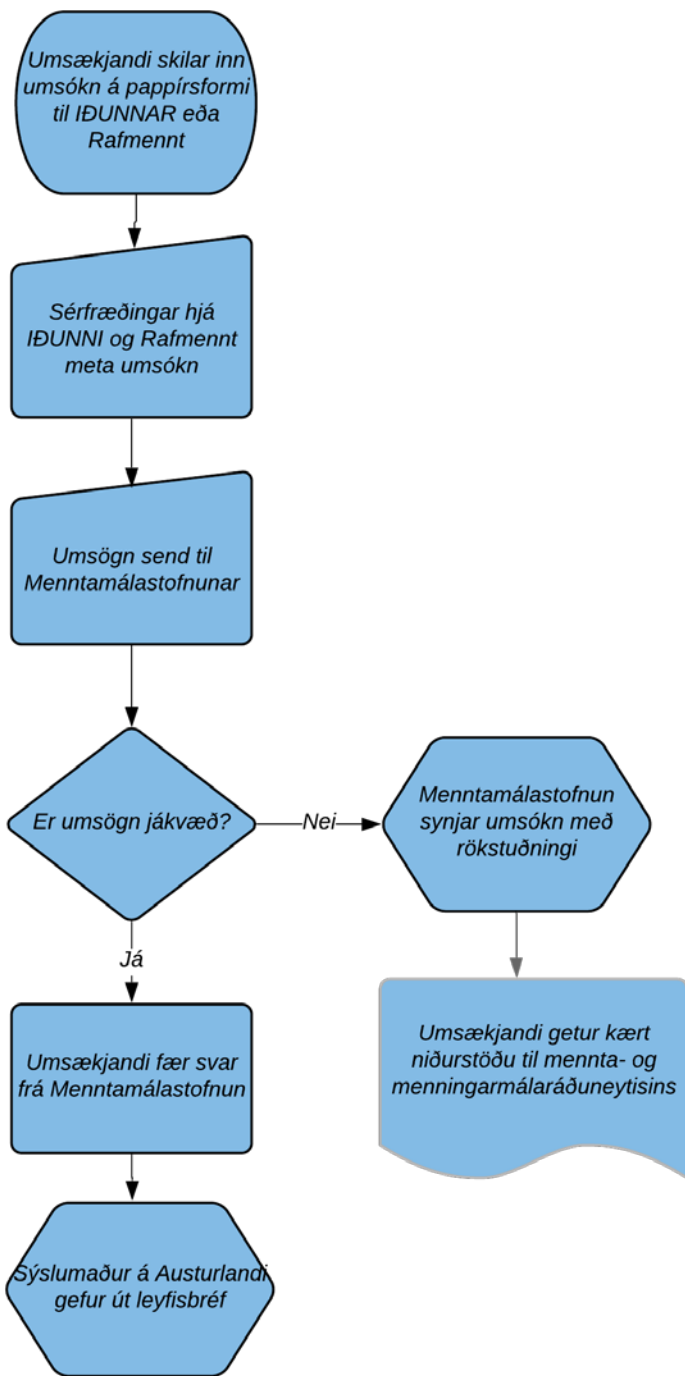 Umsækjandi skilar inn
umsókn á pappírsformi
til IÐUNNAR eða
Rafmennt
Sérfræðingar hjá
IÐUNNI og Rafmennt
meta umsókn
Umsögn send til
Menntamálastofnunar
Er umsögn jákvæð?
Nei
Menntamálastofnun
synjar umsókn með
rökstuðningi
Já
Umsækjandi fær svar
frá Menntamálastofnun
Umsækjandi getur kært
niðurstöðu til mennta- og
menningarmálaráðuneytisins
Sýslumaður á Austurlandi
gefur út leyfisbréf